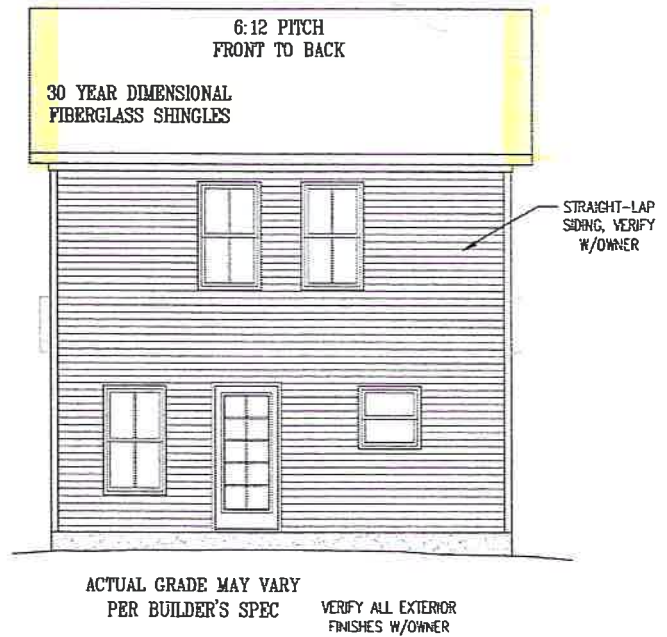 6:12 PITCH
FRONT TO BACK
30 YEAR DIMENSIONAL
FIBERGLASS SHINGLES
STRAIGHT-LAP
SIDING, VERIFY
W/OWNER
ACTUAL GRADE MAY VARY
PER BUILDER'S SPEC
VERIFY ALL EXTERIOR
FINISHES W/OWNER